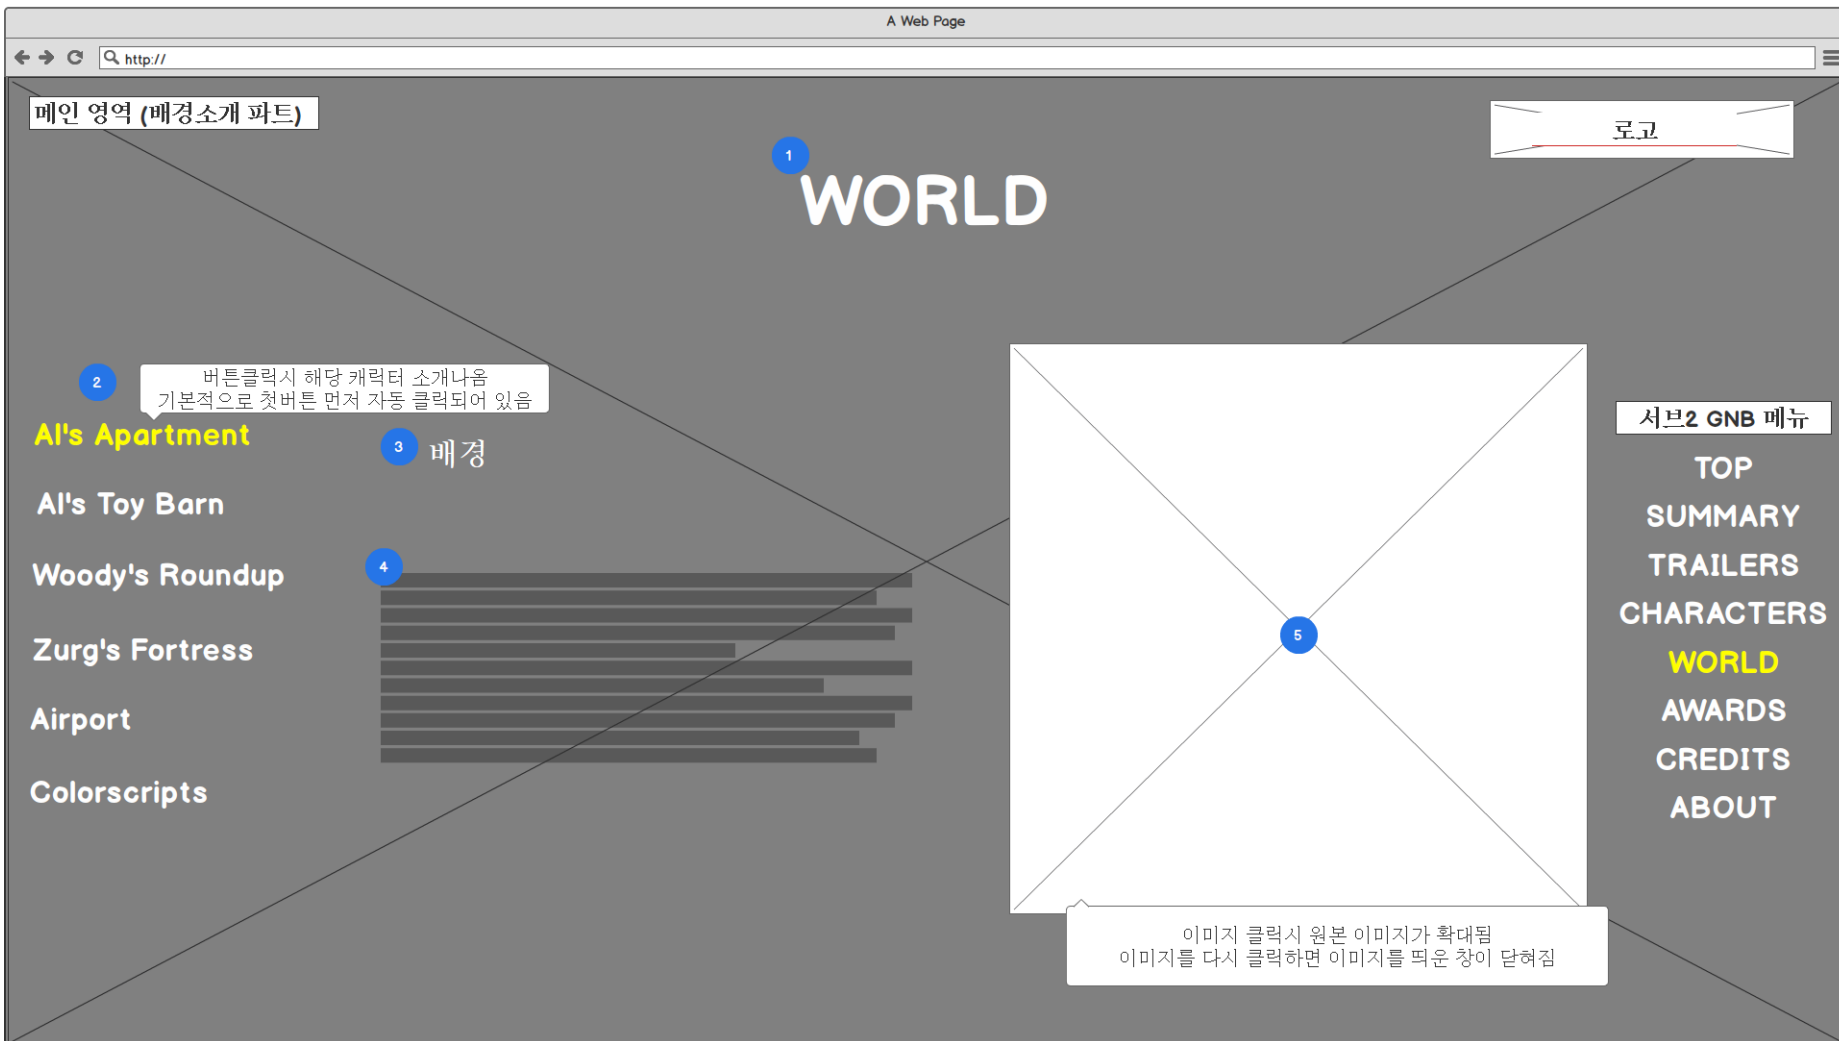 A Web Page
http://
메인 영역 (배경소개 파트)
로고
1
WORLD
2
버튼클릭시 해당 캐릭터 소개나옴
기본적으로 첫버튼 먼저 자동 클릭되어 있음
Al's Apartment
Al's Toy Barn
Woody's Roundup
Zurg's Fortress
Airport
Colorscripts
3
배경
4
5
이미지 클릭시 원본 이미지가 확대됨
이미지를 다시 클릭하면 이미지를 띄운 창이 닫혀짐
서브2 GNB 메뉴
TOP
SUMMARY
TRAILERS
CHARACTERS
WORLD
AWARDS
CREDITS
ABOUT